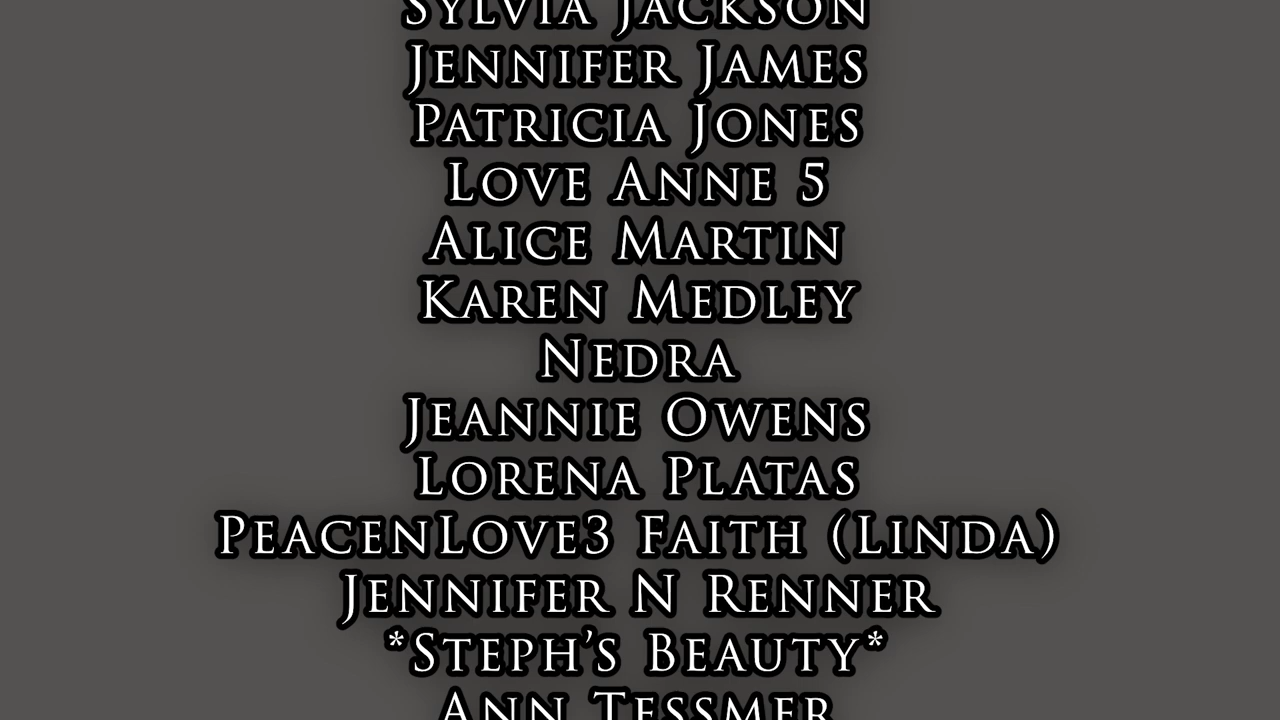 Sylvia Jackson
Jennifer James
Patricia Jones
Love Anne 5
Alice Martin
Karen Medley
Nedra
Jeannie Owens
Lorena Platas
PeacenLove3 Faith (Linda)
Jennifer N Renner
*Steph’s Beauty*
Ann Tessmer